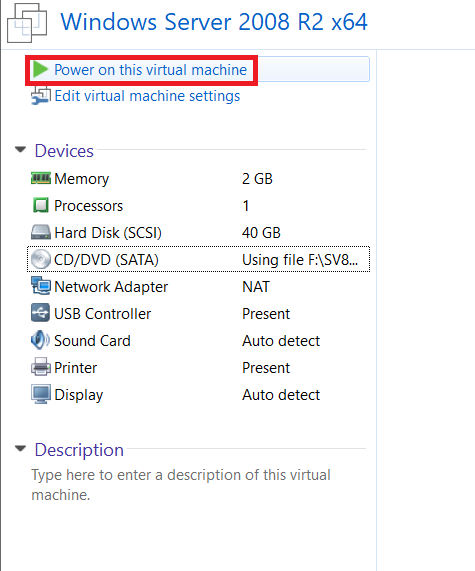 Windows Server 2008 R2 x64
Power on this virtual machine
Edit virtual machine settings
Devices
Memory 2 GB
Processors 1
Hard Disk (SCSI) 40 GB
CD/DVD (SATA) Using file F:\SV8...
Network Adapter NAT
USB Controller Present
Sound Card Auto detect
Printer Present
Display Auto detect
Description
Type here to enter a description of this virtual
machine.